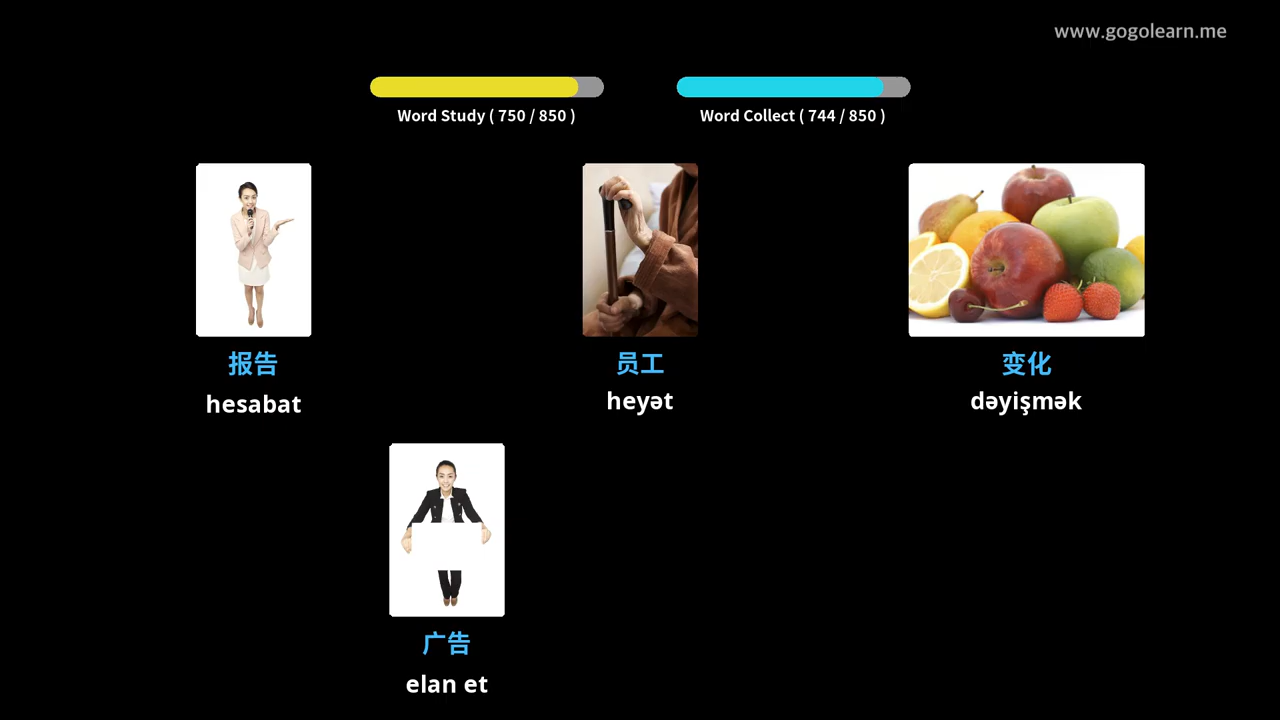 www.gogolearn.me
Word Study ( 750 / 850 )
Word Collect ( 744 / 850 )
报告
hesabat
员工
heyət
变化
dəyişmək
广告
elan et